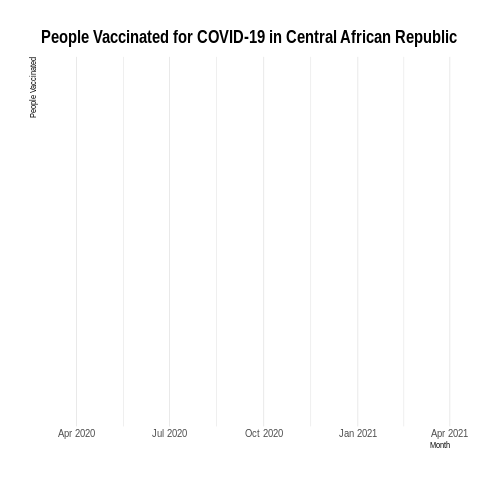 People Vaccinated for COVID-19 in Central African Republic
People Vaccinated
Apr 2020
Jul 2020
Oct 2020
Jan 2021
Apr 2021
Month